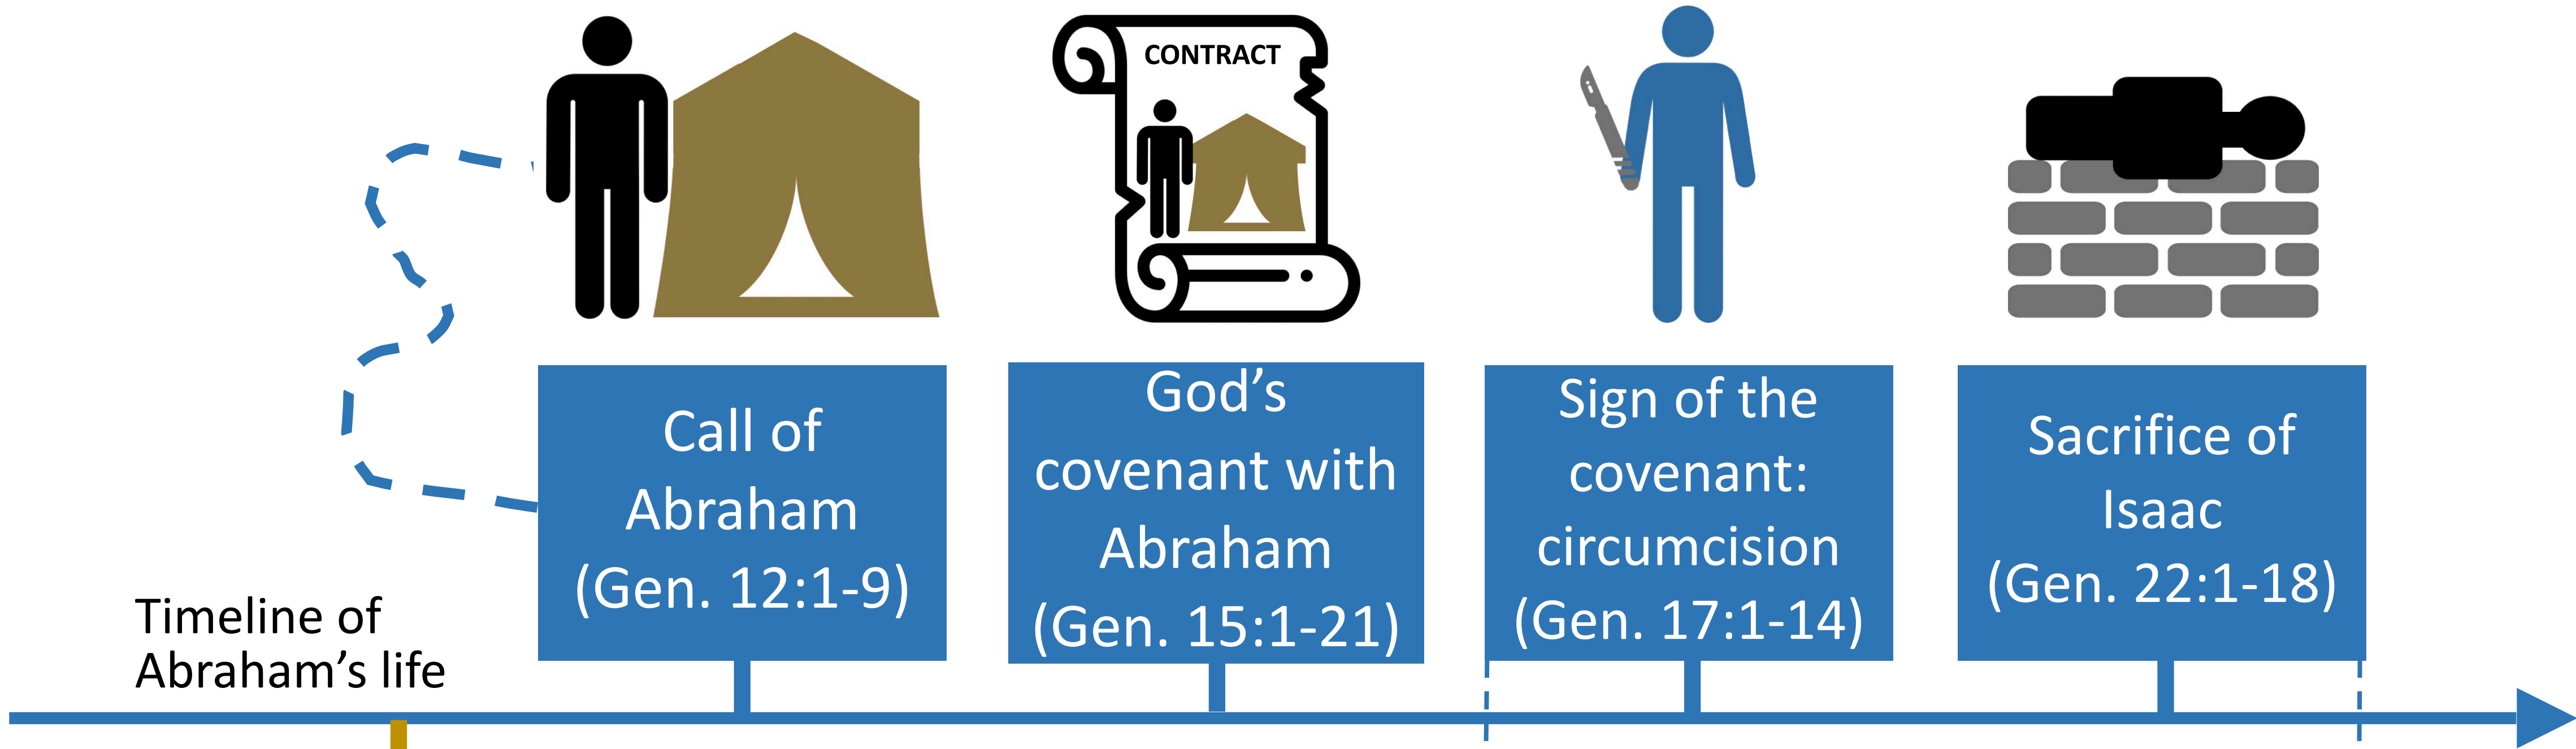 CONTRACT
Call of
Abraham
(Gen. 12:1-9)
God’s
covenant with
Abraham
(Gen. 15:1-21)
Sign of the
covenant:
circumcision
(Gen. 17:1-14)
Sacrifice of
Isaac
(Gen. 22:1-18)
Timeline of
Abraham’s life